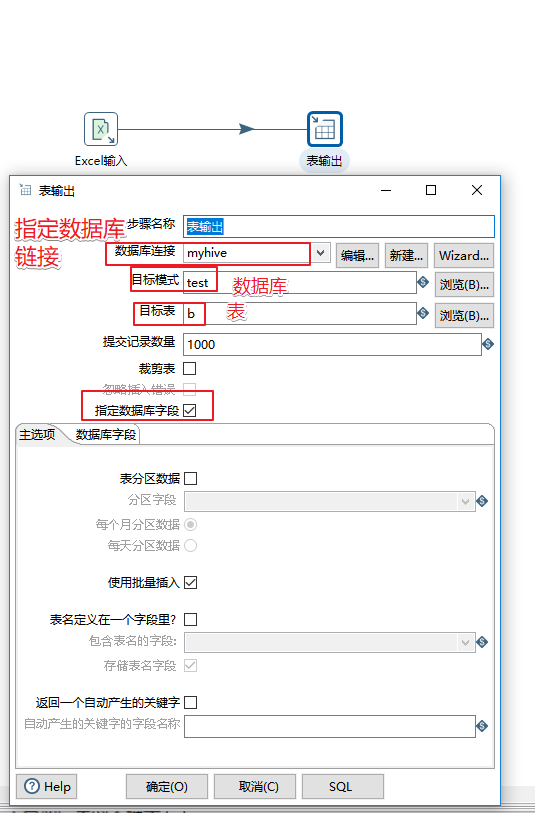 Excel输入
表输出
表输出
指定数据库
链接
步骤名称 表输出
数据库连接 myhive 编辑... 新建... Wizard...
目标模式 test 数据库 浏览(B)...
目标表 b 表 浏览(B)...
提交记录数量 1000
裁剪表
忽略插入错误
指定数据库字段
主选项 数据库字段
表分区数据
分区字段
每个月分区数据
每天分区数据
使用批量插入
表名定义在一个字段里?
包含表名的字段:
存储表名字段
返回一个自动产生的关键字
自动产生的关键字的字段名称
Help 确定(O) 取消(C) SQL